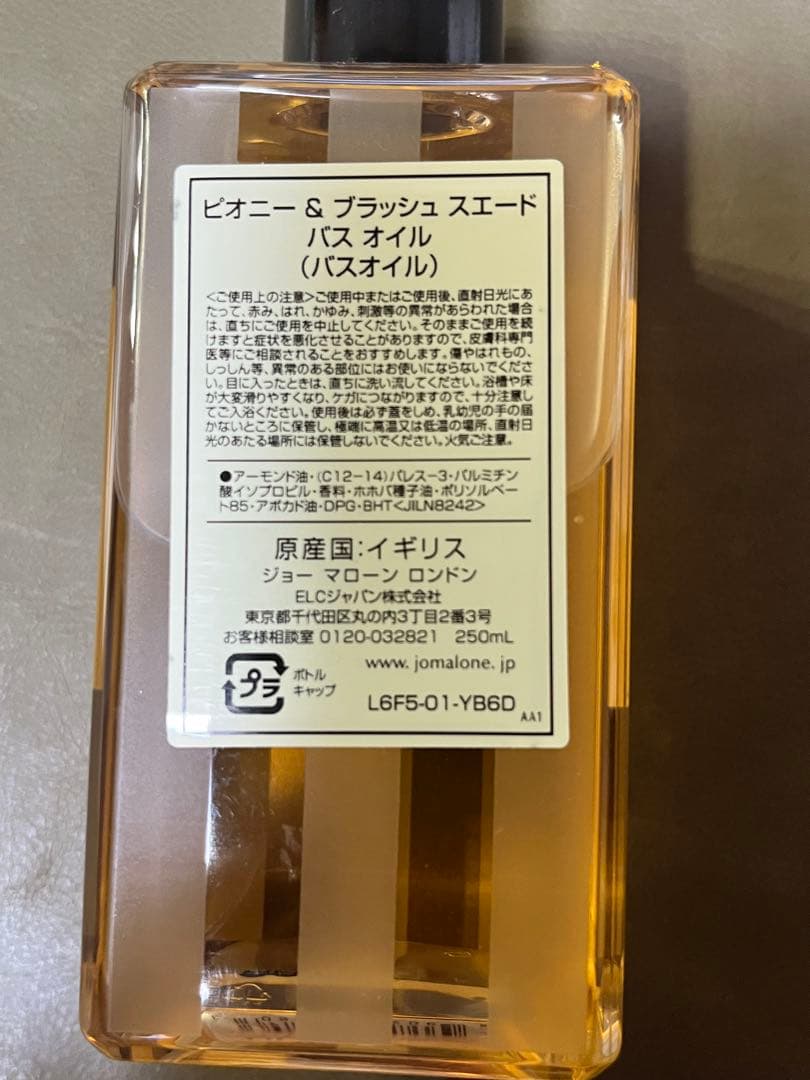 ピオニー & ブラッシュ スエード
バス オイル
(バスオイル)
<ご使用上の注意>ご使用中またはご使用後、直射日光にあ
たって、赤み、はれ、かゆみ、刺激等の異常があらわれた場合
は、直ちにご使用を中止してください。そのままご使用を続
けますと症状を悪化させることがありますので、皮膚科専門
医等にご相談されることをおすすめします。傷やはれもの、
しっしん等、異常のある部位にはお使いにならないでくださ
い。目に入ったときは、直ちに洗い流してください。浴槽や床
が大変滑りやすくなり、ケガにつながりますので、十分注意し
てご入浴ください。使用後は必ず蓋をしめ、乳幼児の手の届
かないところに保管し、極端に高温又は低温の場所、直射日
光のあたる場所には保管しないでください。火気ご注意。
●アーモンド油・(C12-14)パレス-3・パルミチン
酸イソプロピル・香料・ホホバ種子油・ポリソルベー
ト85・アボカド油・DPG・BHT<JILN8242>
原産国:イギリス
ジョー マローン ロンドン
ELCジャパン株式会社
東京都千代田区丸の内3丁目2番3号
お客様相談室 0120-032821 250mL
プラ
ボトル
キャップ
www. jomalone. jp
L6F5-01-YB6D
AA1